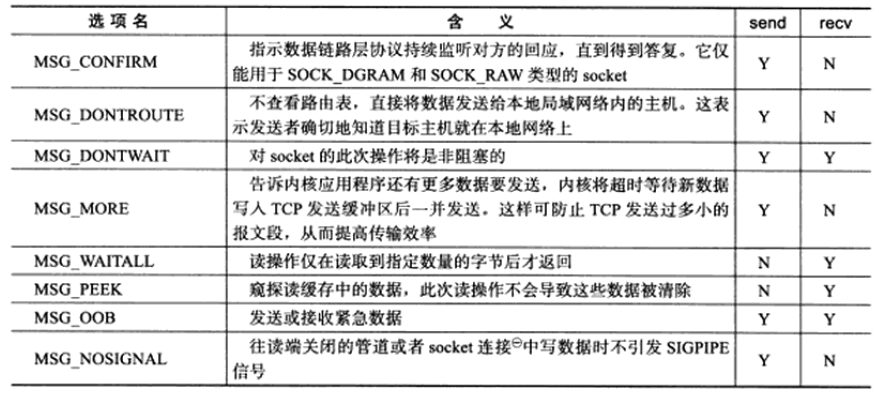 选项名 含 义 send recv
MSG_CONFIRM 指示数据链路层协议持续监听对方的回应，直到得到答复。它仅 Y N
能用于 SOCK_DGRAM 和 SOCK_RAW 类型的 socket
MSG_DONTROUTE 不查看路由表，直接将数据发送给本地局域网络内的主机。这表 Y N
示发送者确切地知道目标主机就在本地网络上
MSG_DONTWAIT 对 socket 的此次操作将是非阻塞的 Y Y
告诉内核应用程序还有更多数据要发送，内核将超时等待新数据
MSG_MORE 写入 TCP 发送缓冲区后一并发送。这样可防止 TCP 发送过多小的 Y N
报文段，从而提高传输效率
MSG_WAITALL 读操作仅在读取到指定数量的字节后才返回 N Y
MSG_PEEK 窥探读缓存中的数据，此次读操作不会导致这些数据被清除 N Y
MSG_OOB 发送或接收紧急数据 Y Y
MSG_NOSIGNAL 往读端关闭的管道或者 socket 连接㊀中写数据时不引发 SIGPIPE Y N
信号